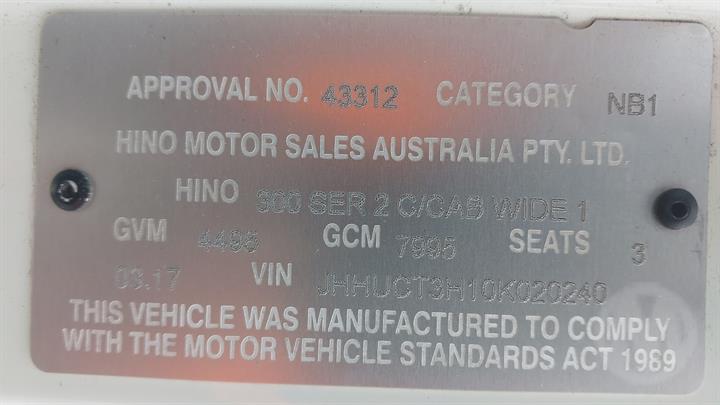 APPROVAL NO. 43312 CATEGORY NB1
HINO MOTOR SALES AUSTRALIA PTY. LTD.
HINO 300 SER 2 C/CAB WIDE 1
GVM 4495 GCM 7995 SEATS 3
03.17 VIN JHHUCT3H10K020240
THIS VEHICLE WAS MANUFACTURED TO COMPLY
WITH THE MOTOR VEHICLE STANDARDS ACT 1989